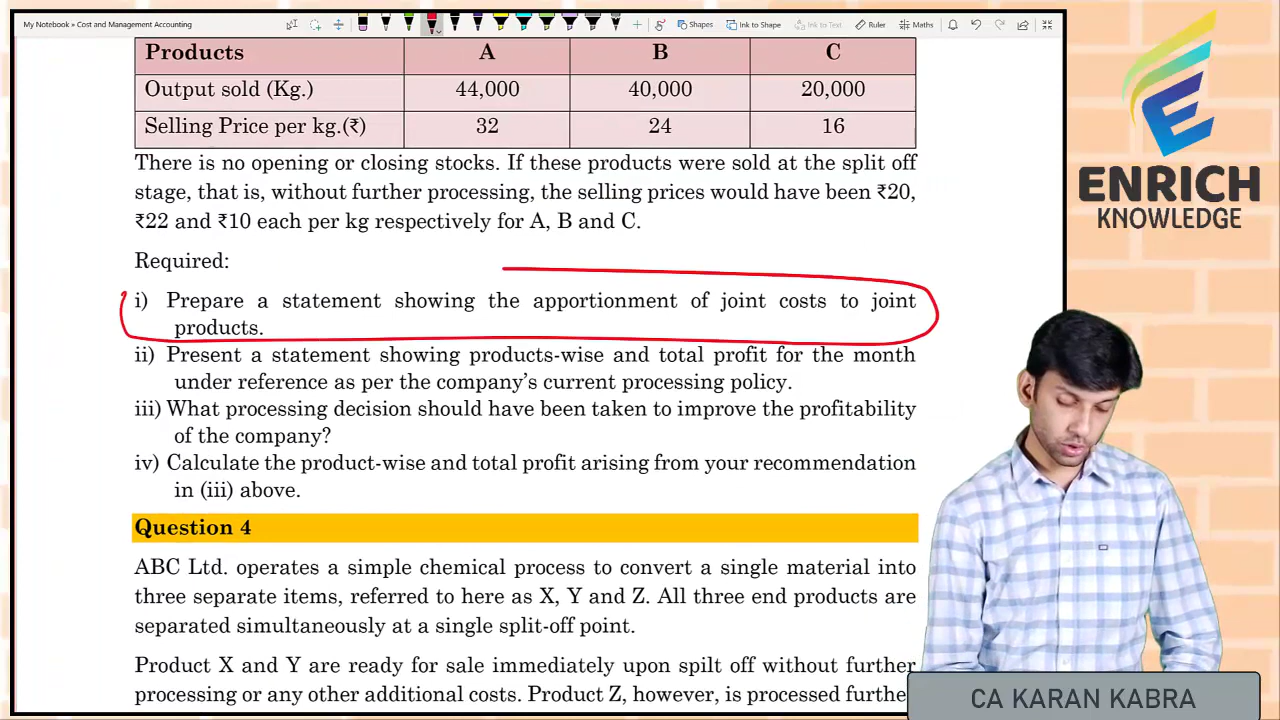 My Notebook » Cost and Management Accounting
Shapes
Ink to Shape
Ink to Text
Ruler
Maths
Products A B C
Output sold (Kg.) 44,000 40,000 20,000
Selling Price per kg.(₹) 32 24 16
There is no opening or closing stocks. If these products were sold at the split off
stage, that is, without further processing, the selling prices would have been ₹20,
₹22 and ₹10 each per kg respectively for A, B and C.
Required:
i) Prepare a statement showing the apportionment of joint costs to joint
products.
ii) Present a statement showing products-wise and total profit for the month
under reference as per the company's current processing policy.
iii) What processing decision should have been taken to improve the profitability
of the company?
iv) Calculate the product-wise and total profit arising from your recommendation
in (iii) above.
Question 4
ABC Ltd. operates a simple chemical process to convert a single material into
three separate items, referred to here as X, Y and Z. All three end products are
separated simultaneously at a single split-off point.
Product X and Y are ready for sale immediately upon spilt off without further
processing or any other additional costs. Product Z, however, is processed furthe
ENRICH
KNOWLEDGE
CA KARAN KABRA